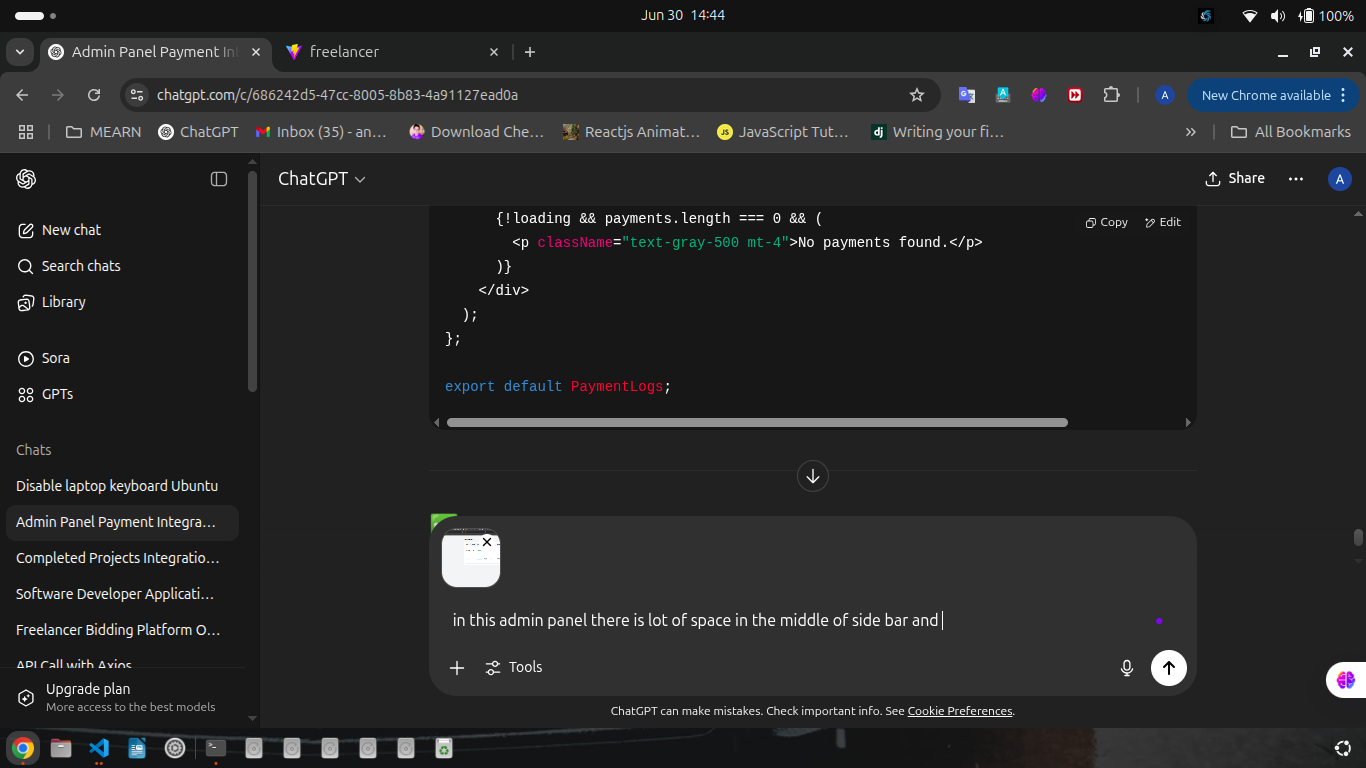 Jun 30 14:44
100%
Admin Panel Payment In
freelancer
chatgpt.com/c/686242d5-47cc-8005-8b83-4a91127ead0a
A
New Chrome available
MEARN
ChatGPT
Inbox (35) - an…
Download Che…
Reactjs Animat…
JS
JavaScript Tut…
dj
Writing your fi…
All Bookmarks
ChatGPT
Share
A
New chat
Search chats
Library
Sora
GPTs
Chats
Disable laptop keyboard Ubuntu
Admin Panel Payment Integra…
Completed Projects Integratio…
Software Developer Applicati…
Freelancer Bidding Platform O…
API Call with Axios
Upgrade plan
More access to the best models
Copy
Edit
{!loading && payments.length === 0 && (
<p className="text-gray-500 mt-4">No payments found.</p>
)}
</div>
);
};
export default PaymentLogs;
in this admin panel there is lot of space in the middle of side bar and
Tools
ChatGPT can make mistakes. Check important info. See Cookie Preferences.